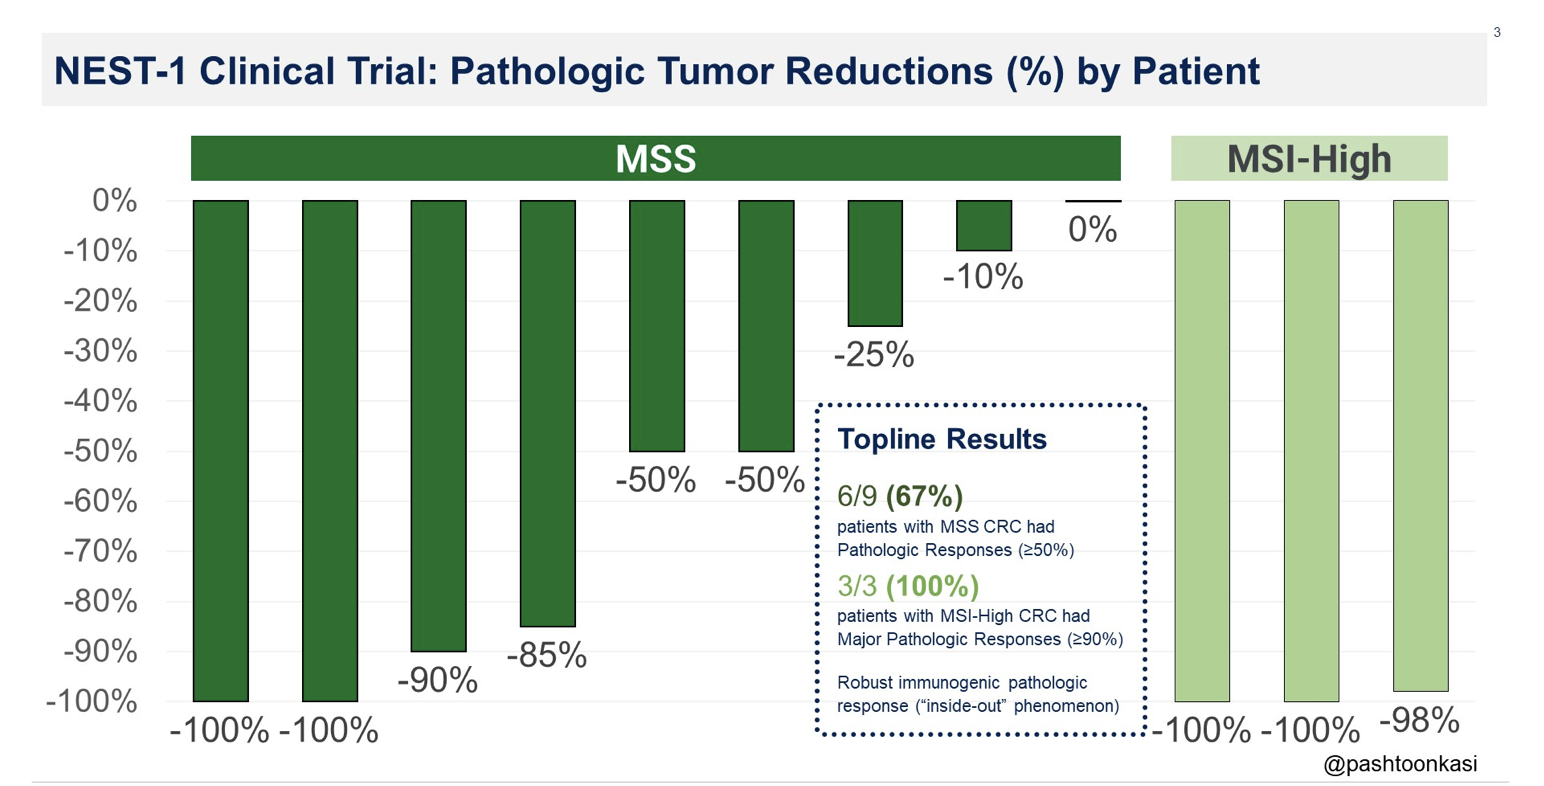 3
NEST-1 Clinical Trial: Pathologic Tumor Reductions (%) by Patient
MSS
MSI-High
0%
-10%
-20%
-30%
-40%
-50%
-60%
-70%
-80%
-90%
-100%
-100%
-100%
-90%
-85%
-50%
-50%
-25%
-10%
0%
-100%
-100%
-98%
Topline Results
6/9 (67%)
patients with MSS CRC had
Pathologic Responses (≥50%)
3/3 (100%)
patients with MSI-High CRC had
Major Pathologic Responses (≥90%)
Robust immunogenic pathologic
response (“inside-out” phenomenon)
@pashtoonkasi